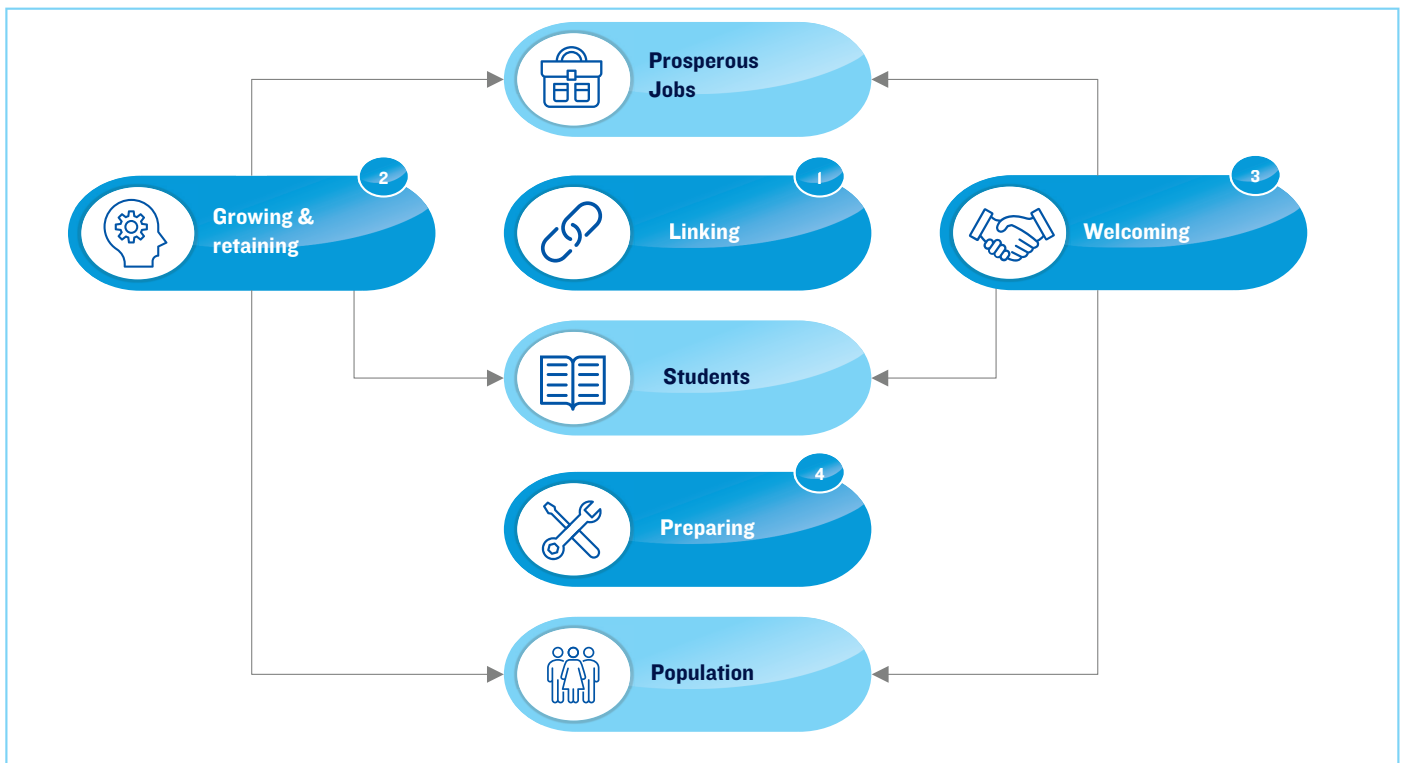 Prosperous
Jobs
2
Growing &
retaining
1
Linking
3
Welcoming
Students
4
Preparing
Population